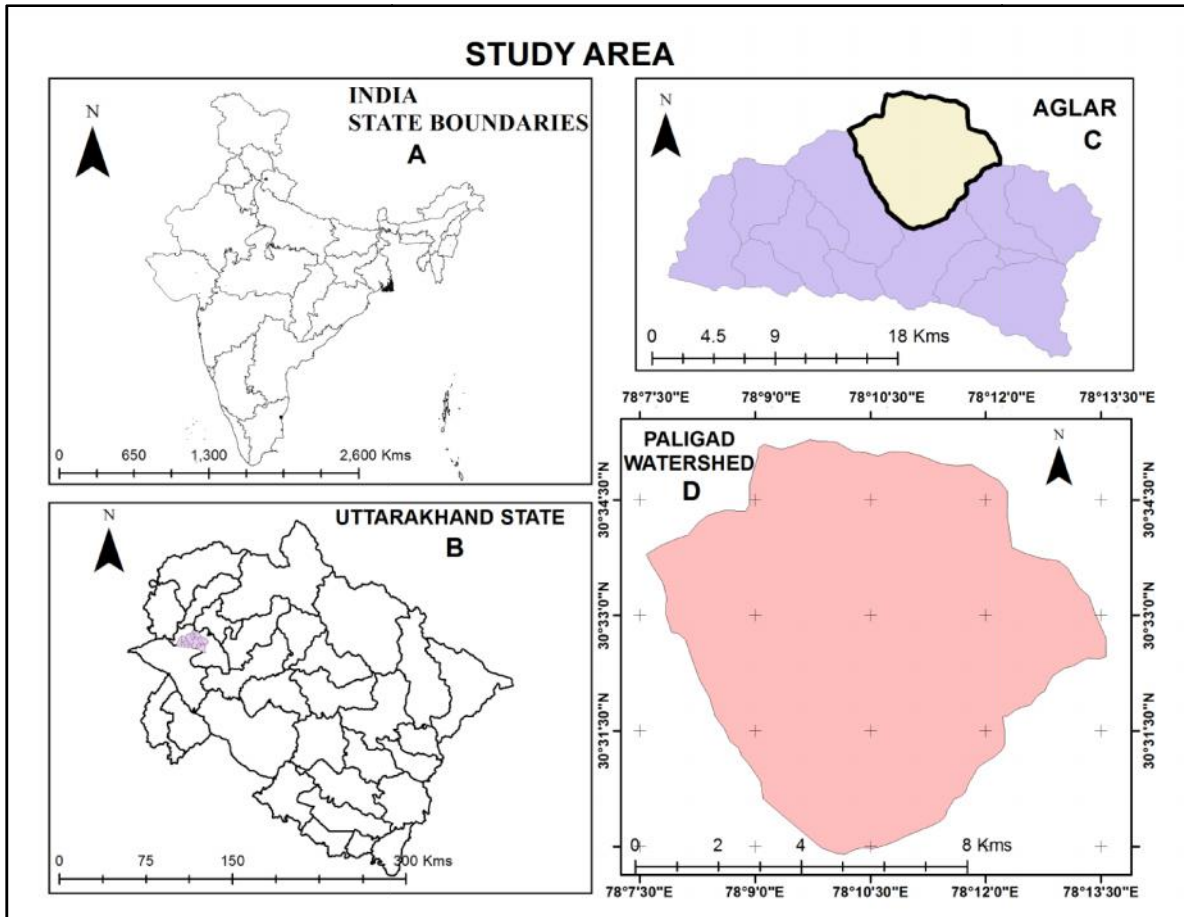 STUDY AREA
INDIA
STATE BOUNDARIES
A
N
0 650 1,300 2,600 Kms
AGLAR
C
N
0 4.5 9 18 Kms
UTTARAKHAND STATE
B
N
0 75 150 300 Kms
78°7'30"E 78°9'0"E 78°10'30"E 78°12'0"E 78°13'30"E
PALIGAD
WATERSHED
D
N
30°34'30"N 30°34'30"N
30°33'0"N 30°33'0"N
30°31'30"N 30°31'30"N
0 2 4 8 Kms
78°7'30"E 78°9'0"E 78°10'30"E 78°12'0"E 78°13'30"E